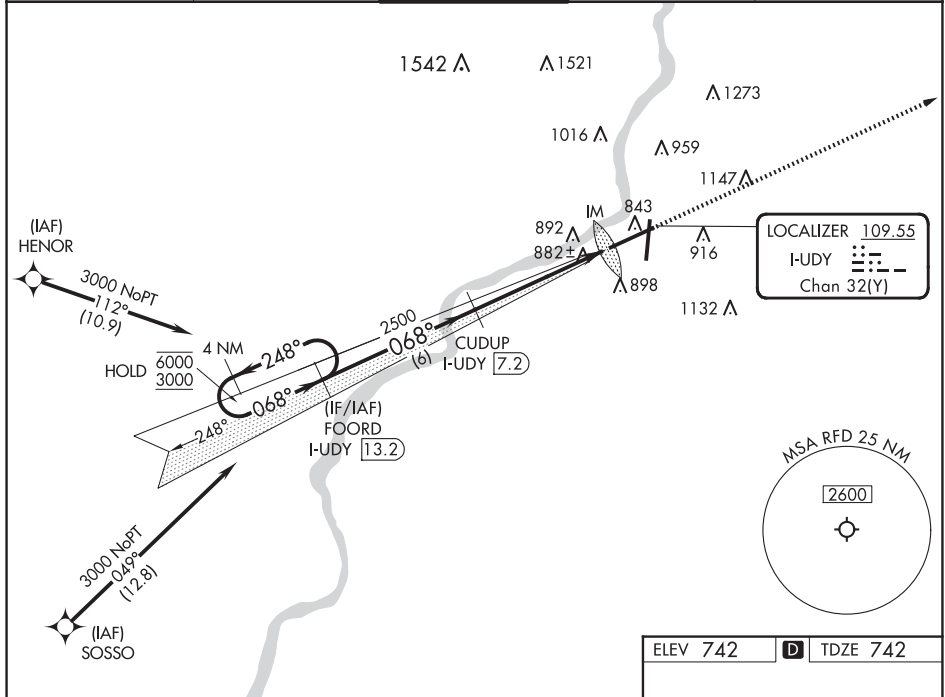 1542
1521
1273
1016
959
1147
IM
843
892
882±
898
916
1132
LOCALIZER 109.55
I-UDY
Chan 32(Y)
(IAF)
HENOR
3000 NoPT
112°
(10.9)
HOLD
6000
3000
4 NM
248°
068°
248°
2500
068°
(6)
CUDUP
I-UDY 7.2
(IF/IAF)
FOORD
I-UDY 13.2
3000 NoPT
049°
(12.8)
(IAF)
SOSSO
MSA RFD 25 NM
2600
ELEV 742 D TDZE 742